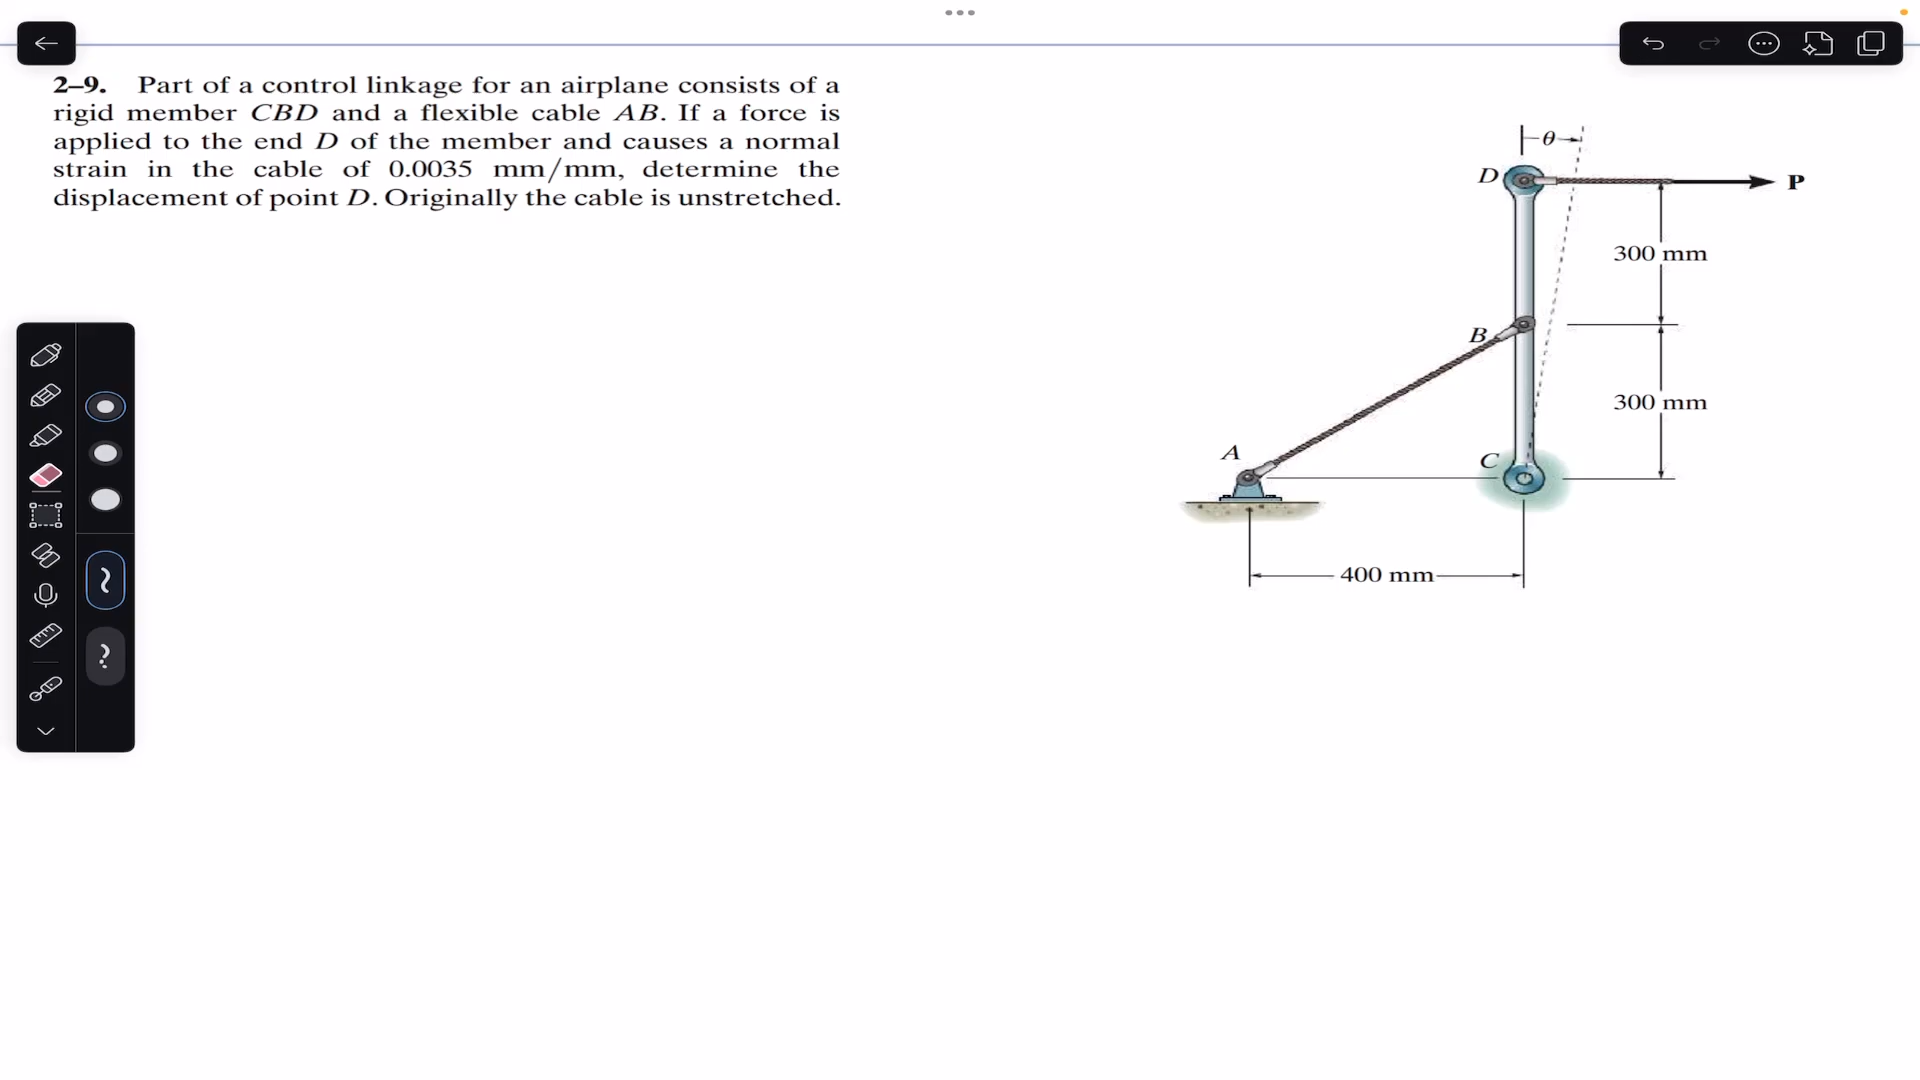 2–9. Part of a control linkage for an airplane consists of a
rigid member CBD and a flexible cable AB. If a force is
applied to the end D of the member and causes a normal
strain in the cable of 0.0035 mm/mm, determine the
displacement of point D. Originally the cable is unstretched.
θ
D
P
300 mm
B
300 mm
A
C
400 mm